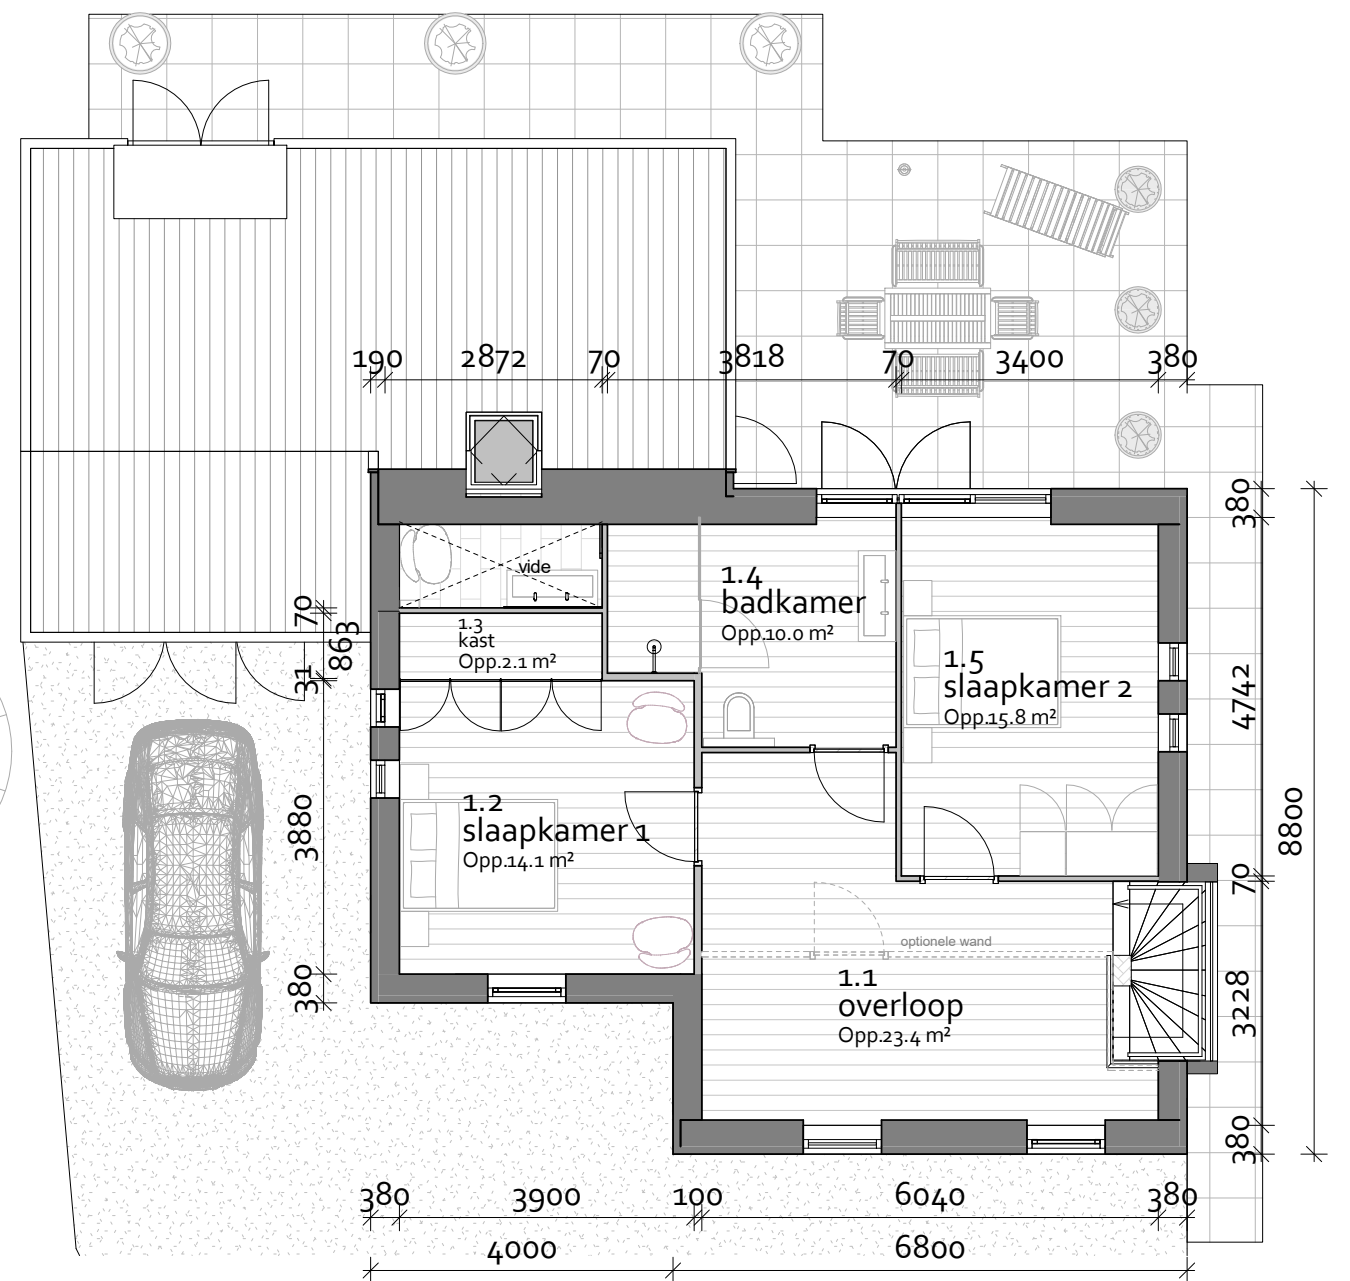 190 2872 70 3818 70 3400 380
380
4742
8800
70
3228
380
70
863
31
3880
380
vide
1.3
kast
Opp.2.1 m²
1.4
badkamer
Opp.10.0 m²
1.5
slaapkamer 2
Opp.15.8 m²
1.2
slaapkamer 1
Opp.14.1 m²
optionele wand
1.1
overloop
Opp.23.4 m²
380 3900 100 6040 380
4000 6800